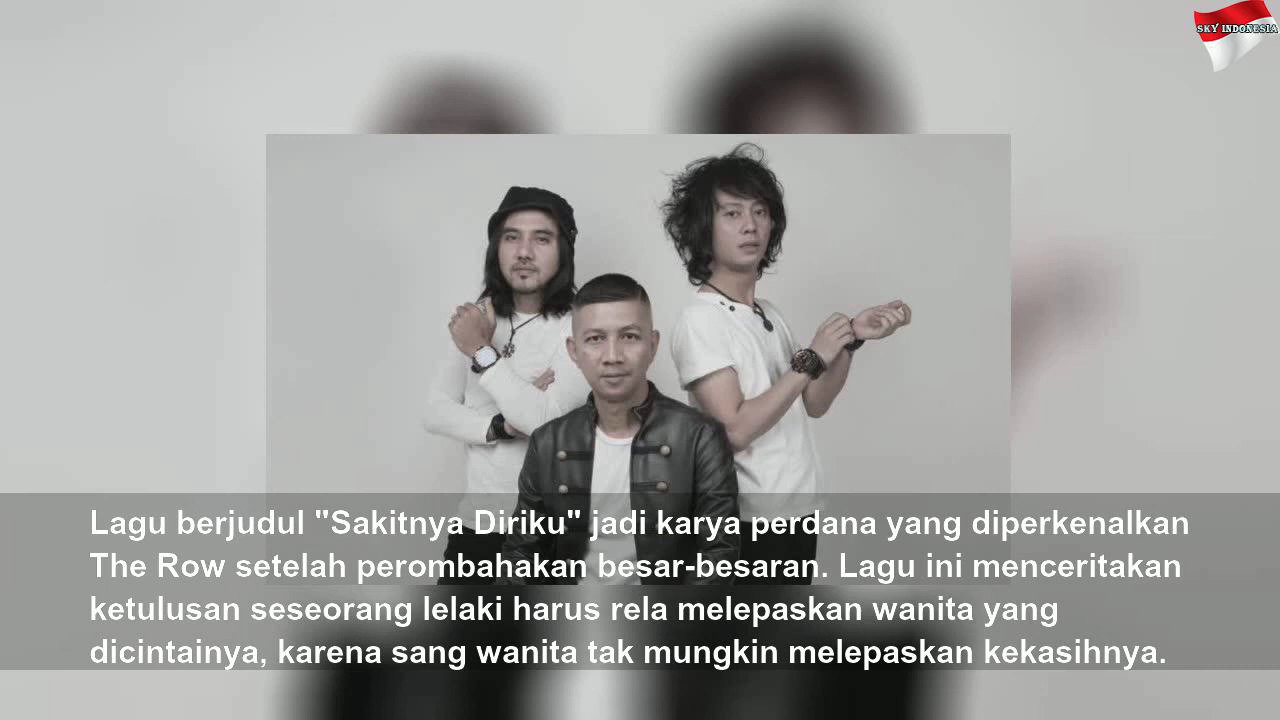 SKY INDONESIA
Lagu berjudul "Sakitnya Diriku" jadi karya perdana yang diperkenalkan
The Row setelah perombahakan besar-besaran. Lagu ini menceritakan
ketulusan seseorang lelaki harus rela melepaskan wanita yang
dicintainya, karena sang wanita tak mungkin melepaskan kekasihnya.